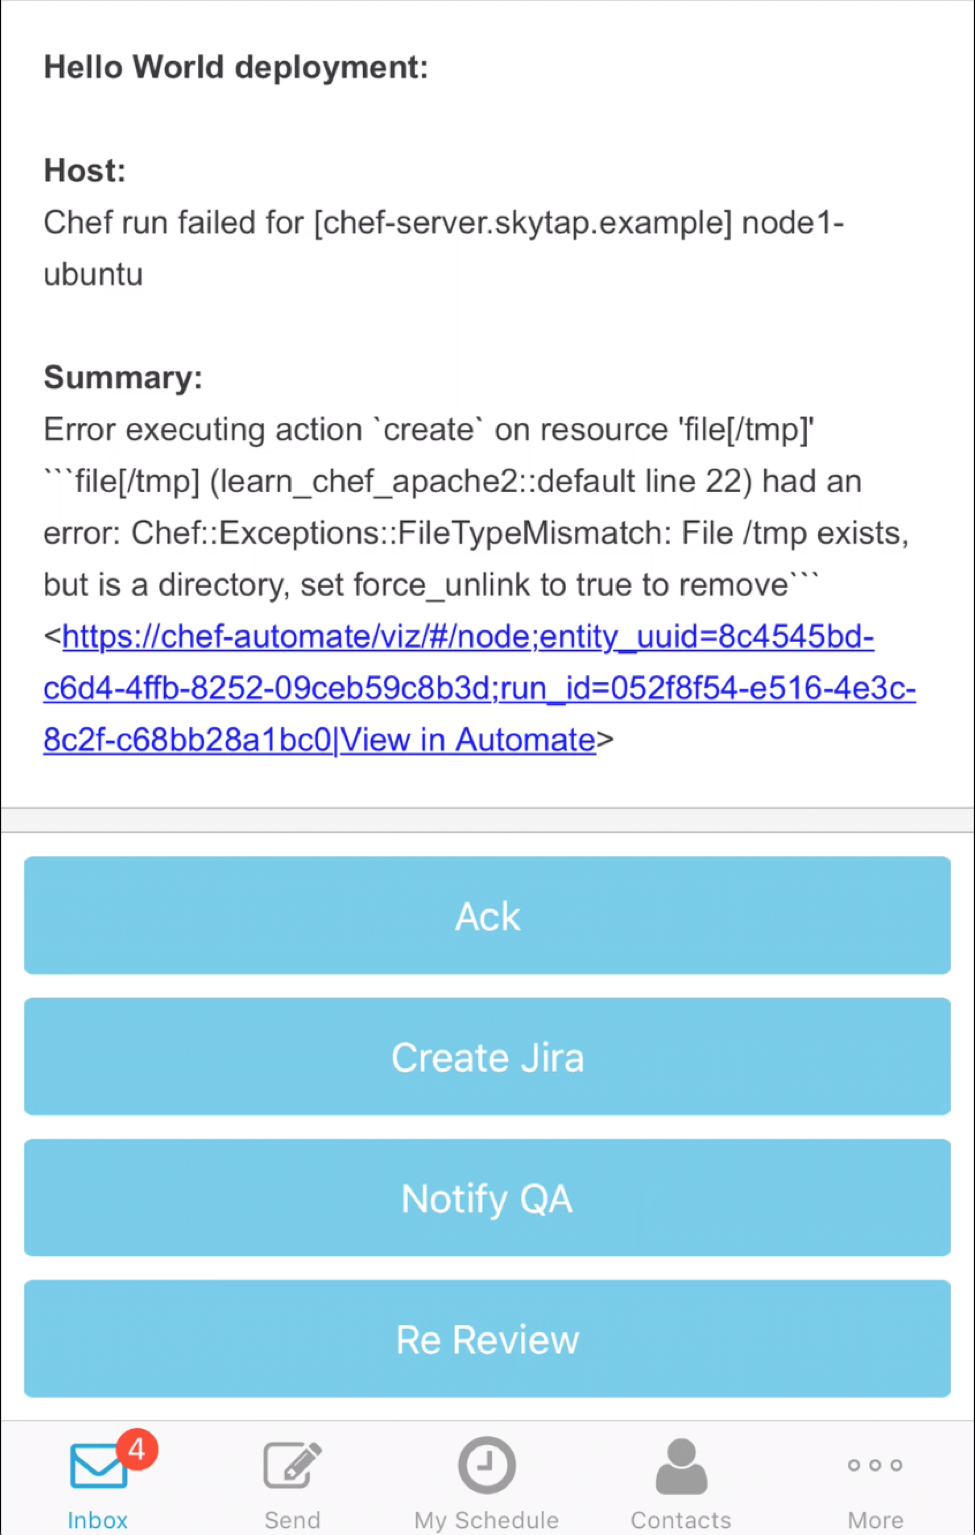 Hello World deployment:
Host:
Chef run failed for [chef-server.skytap.example] node1-
ubuntu
Summary:
Error executing action `create` on resource 'file[/tmp]'
```file[/tmp] (learn_chef_apache2::default line 22) had an
error: Chef::Exceptions::FileTypeMismatch: File /tmp exists,
but is a directory, set force_unlink to true to remove```
<https://chef-automate/viz/#/node;entity_uuid=8c4545bd-
c6d4-4ffb-8252-09ceb59c8b3d;run_id=052f8f54-e516-4e3c-
8c2f-c68bb28a1bc0|View in Automate>
Ack
Create Jira
Notify QA
Re Review
4
Inbox Send My Schedule Contacts More